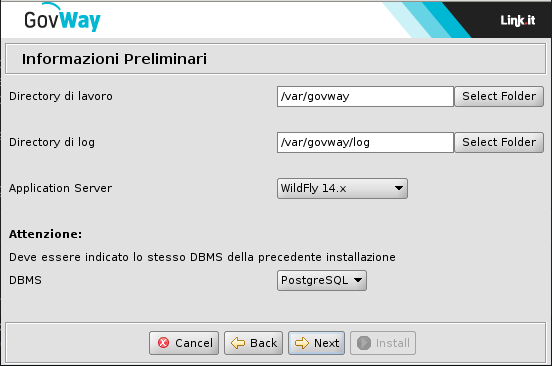 GovWay
Link.it
Informazioni Preliminari
Directory di lavoro
/var/govway
Select Folder
Directory di log
/var/govway/log
Select Folder
Application Server
WildFly 14.x
Attenzione:
Deve essere indicato lo stesso DBMS della precedente installazione
DBMS
PostgreSQL
Cancel
Back
Next
Install